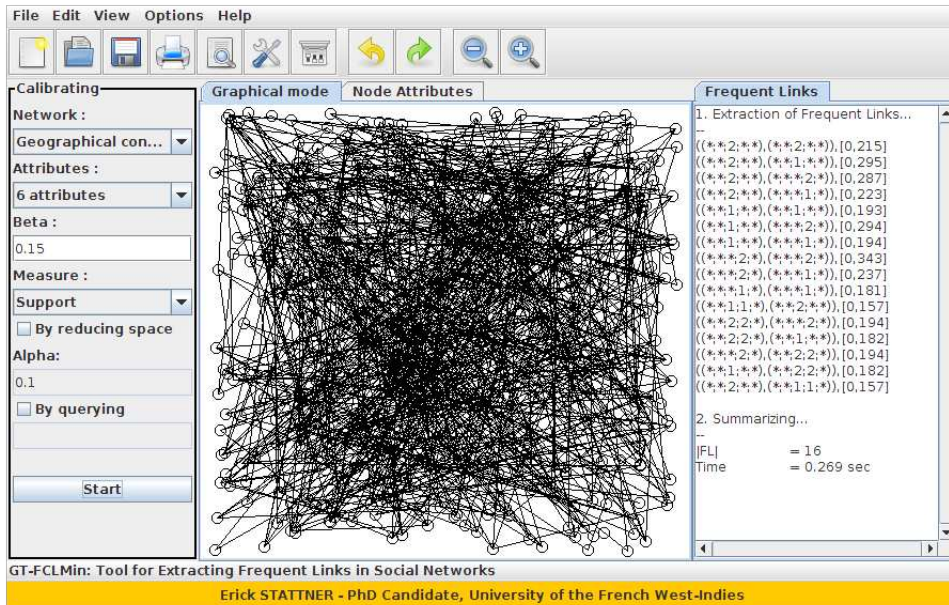 File Edit View Options Help
Calibrating
Network :
Geographical con...
Attributes :
6 attributes
Beta :
0.15
Measure :
Support
By reducing space
Alpha:
0.1
By querying
Start
Graphical mode
Node Attributes
Frequent Links
1. Extraction of Frequent Links...
--
((*;*;2;*;*),(*;*;2;*;*)),[0,215]
((*;*;2;*;*),(*;*;1;*;*)),[0,295]
((*;*;2;*;*),(*;*;*;2;*)),[0,287]
((*;*;2;*;*),(*;*;*;1;*)),[0,223]
((*;*;1;*;*),(*;*;1;*;*)),[0,193]
((*;*;1;*;*),(*;*;*;2;*)),[0,294]
((*;*;1;*;*),(*;*;*;1;*)),[0,194]
((*;*;*;2;*),(*;*;*;2;*)),[0,343]
((*;*;*;2;*),(*;*;*;1;*)),[0,237]
((*;*;*;1;*),(*;*;*;1;*)),[0,181]
((*;*;1;1;*),(*;*;2;*;*)),[0,157]
((*;*;2;2;*),(*;*;*;2;*)),[0,194]
((*;*;2;2;*),(*;*;1;*;*)),[0,182]
((*;*;*;2;*),(*;*;2;2;*)),[0,194]
((*;*;1;*;*),(*;*;2;2;*)),[0,182]
((*;*;2;*;*),(*;*;1;1;*)),[0,157]
2. Summarizing...
--
|FL| = 16
Time = 0.269 sec
GT-FCLMin: Tool for Extracting Frequent Links in Social Networks
Erick STATTNER - PhD Candidate, University of the French West-Indies